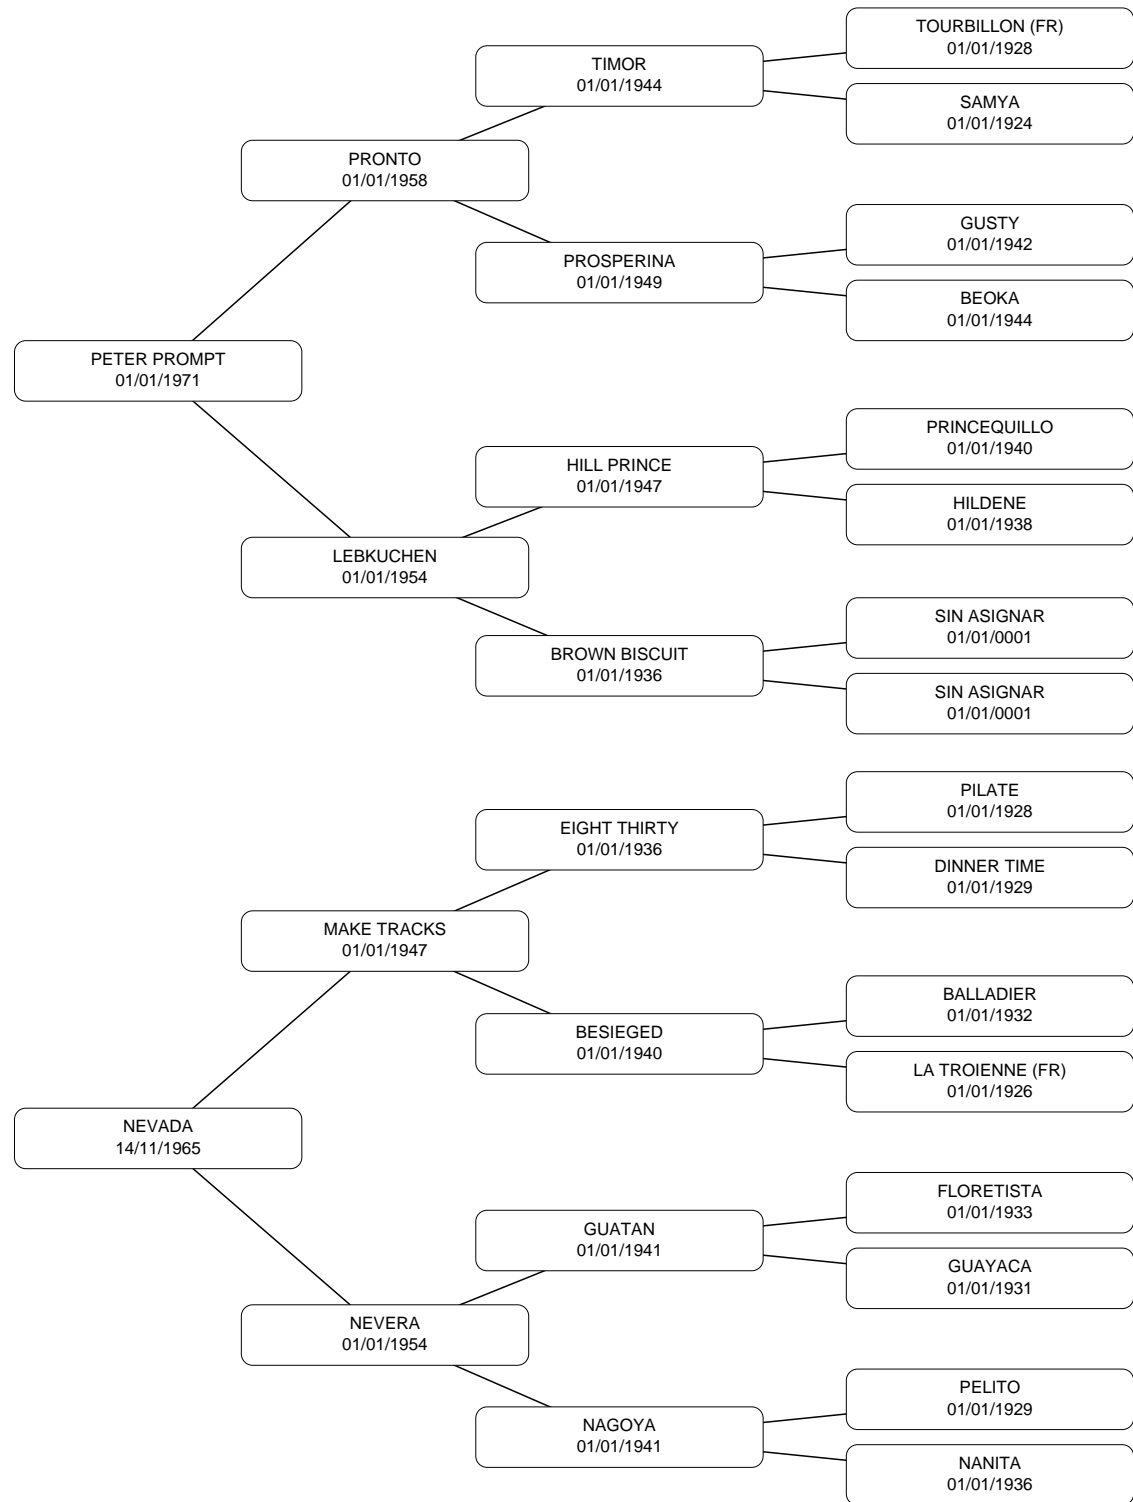 TOURBILLON (FR)
01/01/1928
TIMOR
01/01/1944
SAMYA
01/01/1924
PRONTO
01/01/1958
GUSTY
01/01/1942
PROSPERINA
01/01/1949
BEOKA
01/01/1944
PETER PROMPT
01/01/1971
PRINCEQUILLO
01/01/1940
HILL PRINCE
01/01/1947
HILDENE
01/01/1938
LEBKUCHEN
01/01/1954
SIN ASIGNAR
01/01/0001
BROWN BISCUIT
01/01/1936
SIN ASIGNAR
01/01/0001
PILATE
01/01/1928
EIGHT THIRTY
01/01/1936
DINNER TIME
01/01/1929
MAKE TRACKS
01/01/1947
BALLADIER
01/01/1932
BESIEGED
01/01/1940
LA TROIENNE (FR)
01/01/1926
NEVADA
14/11/1965
FLORETISTA
01/01/1933
GUATAN
01/01/1941
GUAYACA
01/01/1931
NEVERA
01/01/1954
PELITO
01/01/1929
NAGOYA
01/01/1941
NANITA
01/01/1936